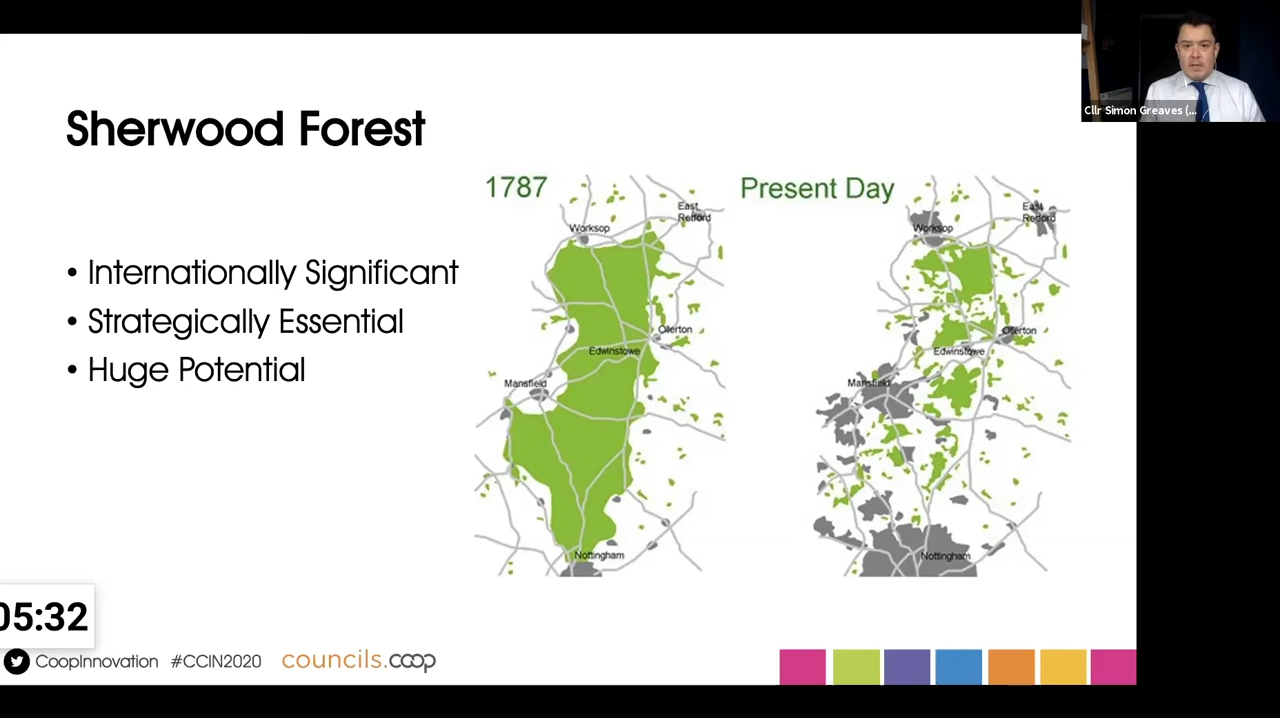 Cllr Simon Greaves (...
Sherwood Forest
• Internationally Significant
• Strategically Essential
• Huge Potential
1787
East
Retford
Worksop
Ollerton
Edwinstowe
Mansfield
Nottingham
Present Day
East
Retford
Worksop
Ollerton
Edwinstowe
Mansfield
Nottingham
05:32
CoopInnovation #CCIN2020 councils.coop